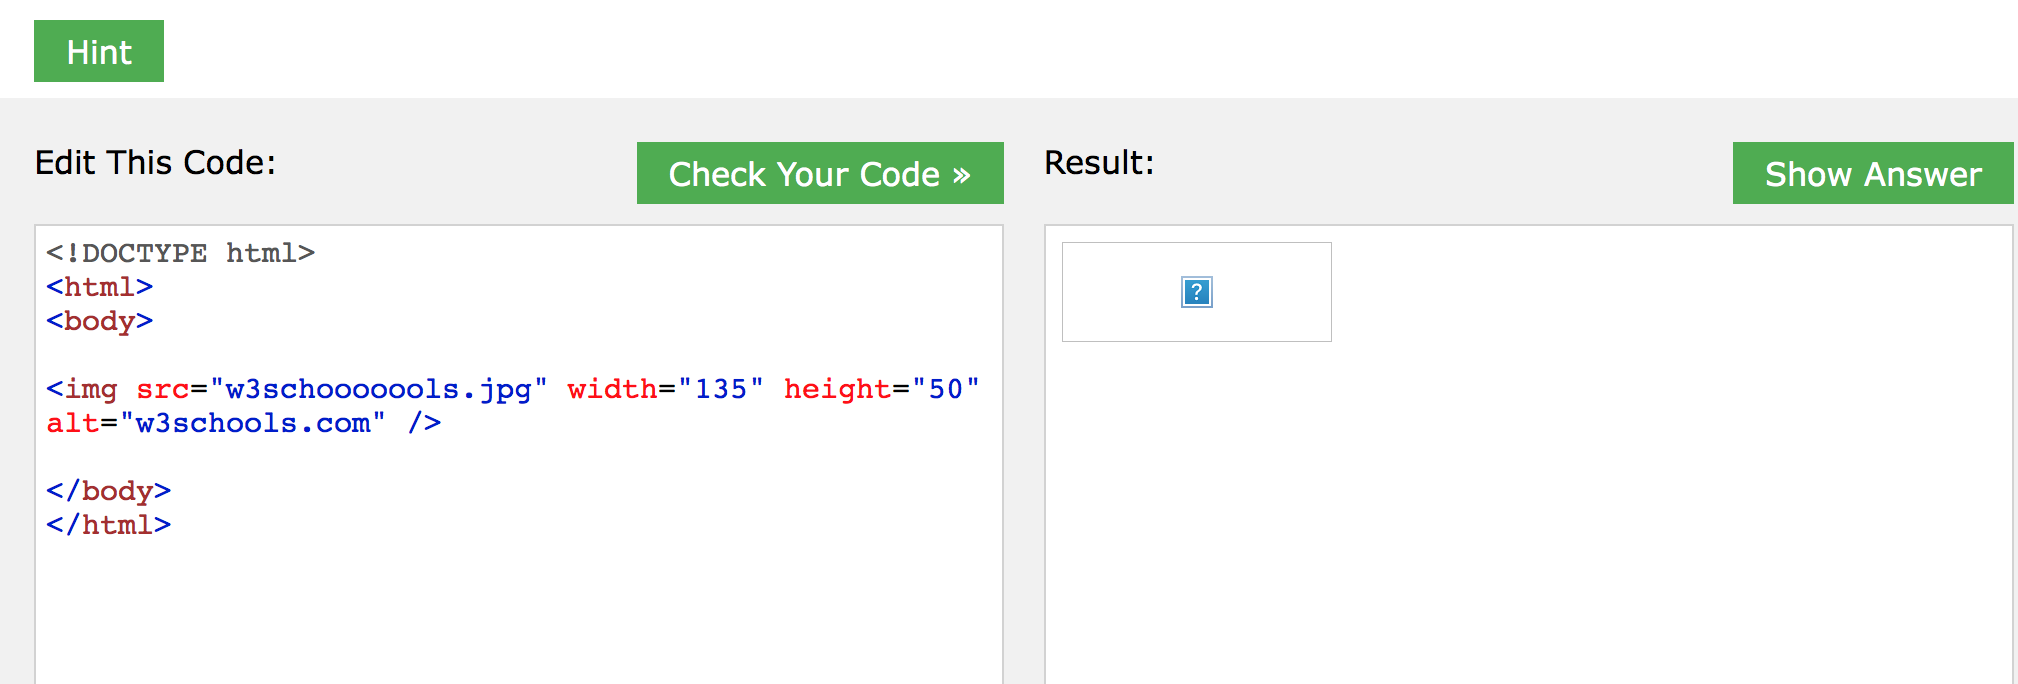 Hint
Edit This Code:
Check Your Code »
Result:
Show Answer
<!DOCTYPE html>
<html>
<body>
<img src="w3schooooools.jpg" width="135" height="50"
alt="w3schools.com" />
</body>
</html>
?